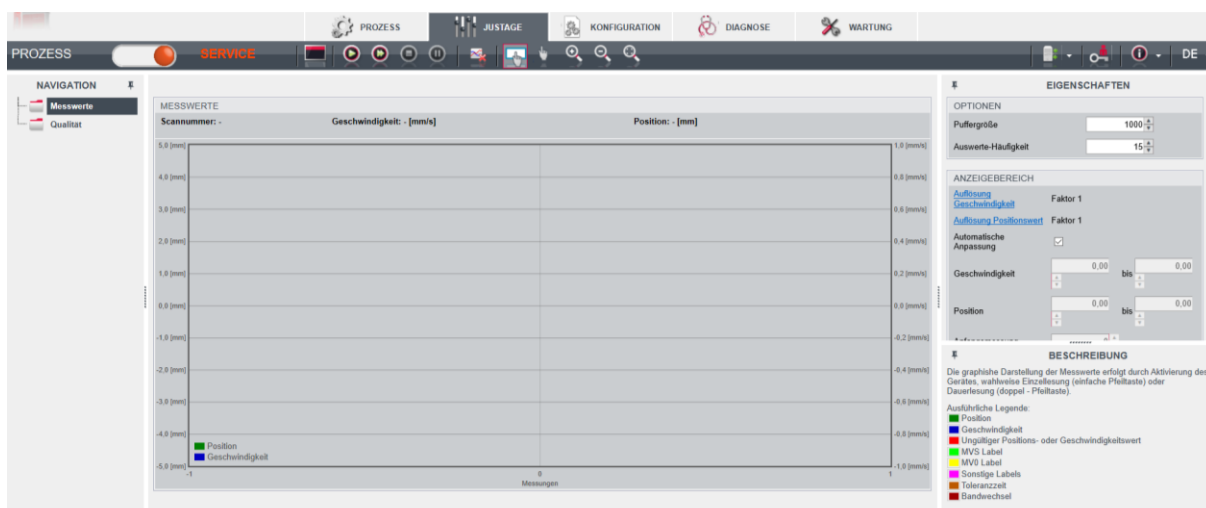 PROZESS
JUSTAGE
KONFIGURATION
DIAGNOSE
WARTUNG
PROZESS
SERVICE
DE
NAVIGATION
Messwerte
Qualität
MESSWERTE
Scannummer: -
Geschwindigkeit: - [mm/s]
Position: - [mm]
5,0 [mm]
4,0 [mm]
3,0 [mm]
2,0 [mm]
1,0 [mm]
0,0 [mm]
-1,0 [mm]
-2,0 [mm]
-3,0 [mm]
-4,0 [mm]
-5,0 [mm]
Position
Geschwindigkeit
-1
0
1
Messungen
1,0 [mm/s]
0,8 [mm/s]
0,6 [mm/s]
0,4 [mm/s]
0,2 [mm/s]
0,0 [mm/s]
-0,2 [mm/s]
-0,4 [mm/s]
-0,6 [mm/s]
-0,8 [mm/s]
-1,0 [mm/s]
EIGENSCHAFTEN
OPTIONEN
Puffergröße 1000
Auswerte-Häufigkeit 15
ANZEIGEBEREICH
Auflösung
Geschwindigkeit Faktor 1
Auflösung Positionswert Faktor 1
Automatische
Anpassung
Geschwindigkeit 0,00 bis 0,00
Position 0,00 bis 0,00
BESCHREIBUNG
Die graphishe Darstellung der Messwerte erfolgt durch Aktivierung des
Gerätes, wahlweise Einzellesung (einfache Pfeiltaste) oder
Dauerlesung (doppel - Pfeiltaste).
Ausführliche Legende:
Position
Geschwindigkeit
Ungültiger Positions- oder Geschwindigkeitswert
MVS Label
MV0 Label
Sonstige Labels
Toleranzzeit
Bandwechsel